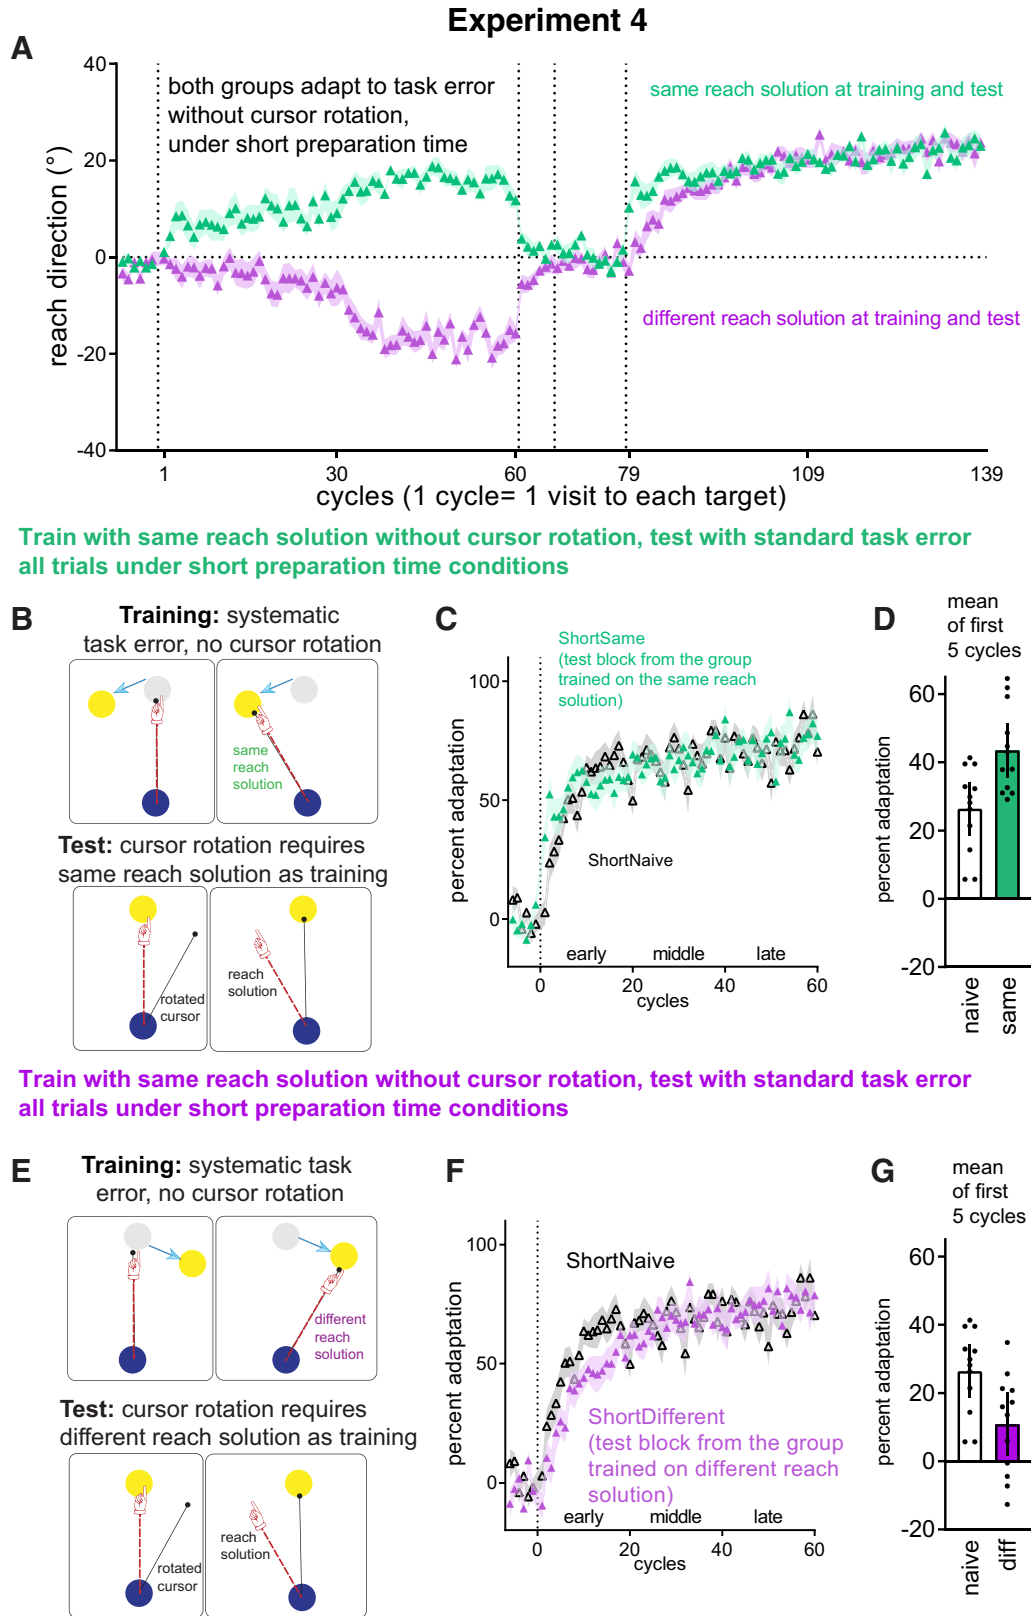 Experiment 4
A
40
20
0
-20
-40
reach direction (°)
both groups adapt to task error
without cursor rotation,
under short preparation time
same reach solution at training and test
different reach solution at training and test
1
30
60
79
109
139
cycles (1 cycle= 1 visit to each target)
Train with same reach solution without cursor rotation, test with standard task error
all trials under short preparation time conditions
B
Training: systematic
task error, no cursor rotation
same
reach
solution
Test: cursor rotation requires
same reach solution as training
rotated
cursor
reach
solution
C
ShortSame
(test block from the group
trained on the same reach
solution)
100
50
0
percent adaptation
ShortNaive
early
middle
late
0
20
40
60
cycles
D
mean
of first
5 cycles
60
40
20
0
-20
percent adaptation
naive
same
Train with same reach solution without cursor rotation, test with standard task error
all trials under short preparation time conditions
E
Training: systematic task
error, no cursor rotation
different
reach
solution
Test: cursor rotation requires
different reach solution as training
rotated
cursor
reach
solution
F
100
50
0
percent adaptation
ShortNaive
ShortDifferent
(test block from the group
trained on different reach
solution)
early
middle
late
0
20
40
60
cycles
G
mean
of first
5 cycles
60
40
20
0
-20
percent adaptation
naive
diff